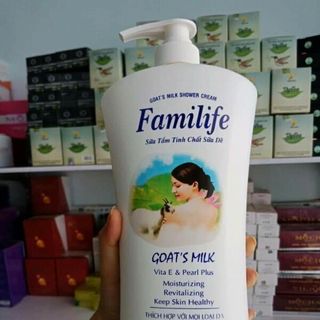 GOAT'S MILK SHOWER CREAM
Familife
Sữa Tắm Tinh Chất Sữa Dê
GOAT'S MILK
Vita E & Pearl Plus
Moisturizing
Revitalizing
Keep Skin Healthy
THÍCH HỢP VỚI MỌI LOẠI DA